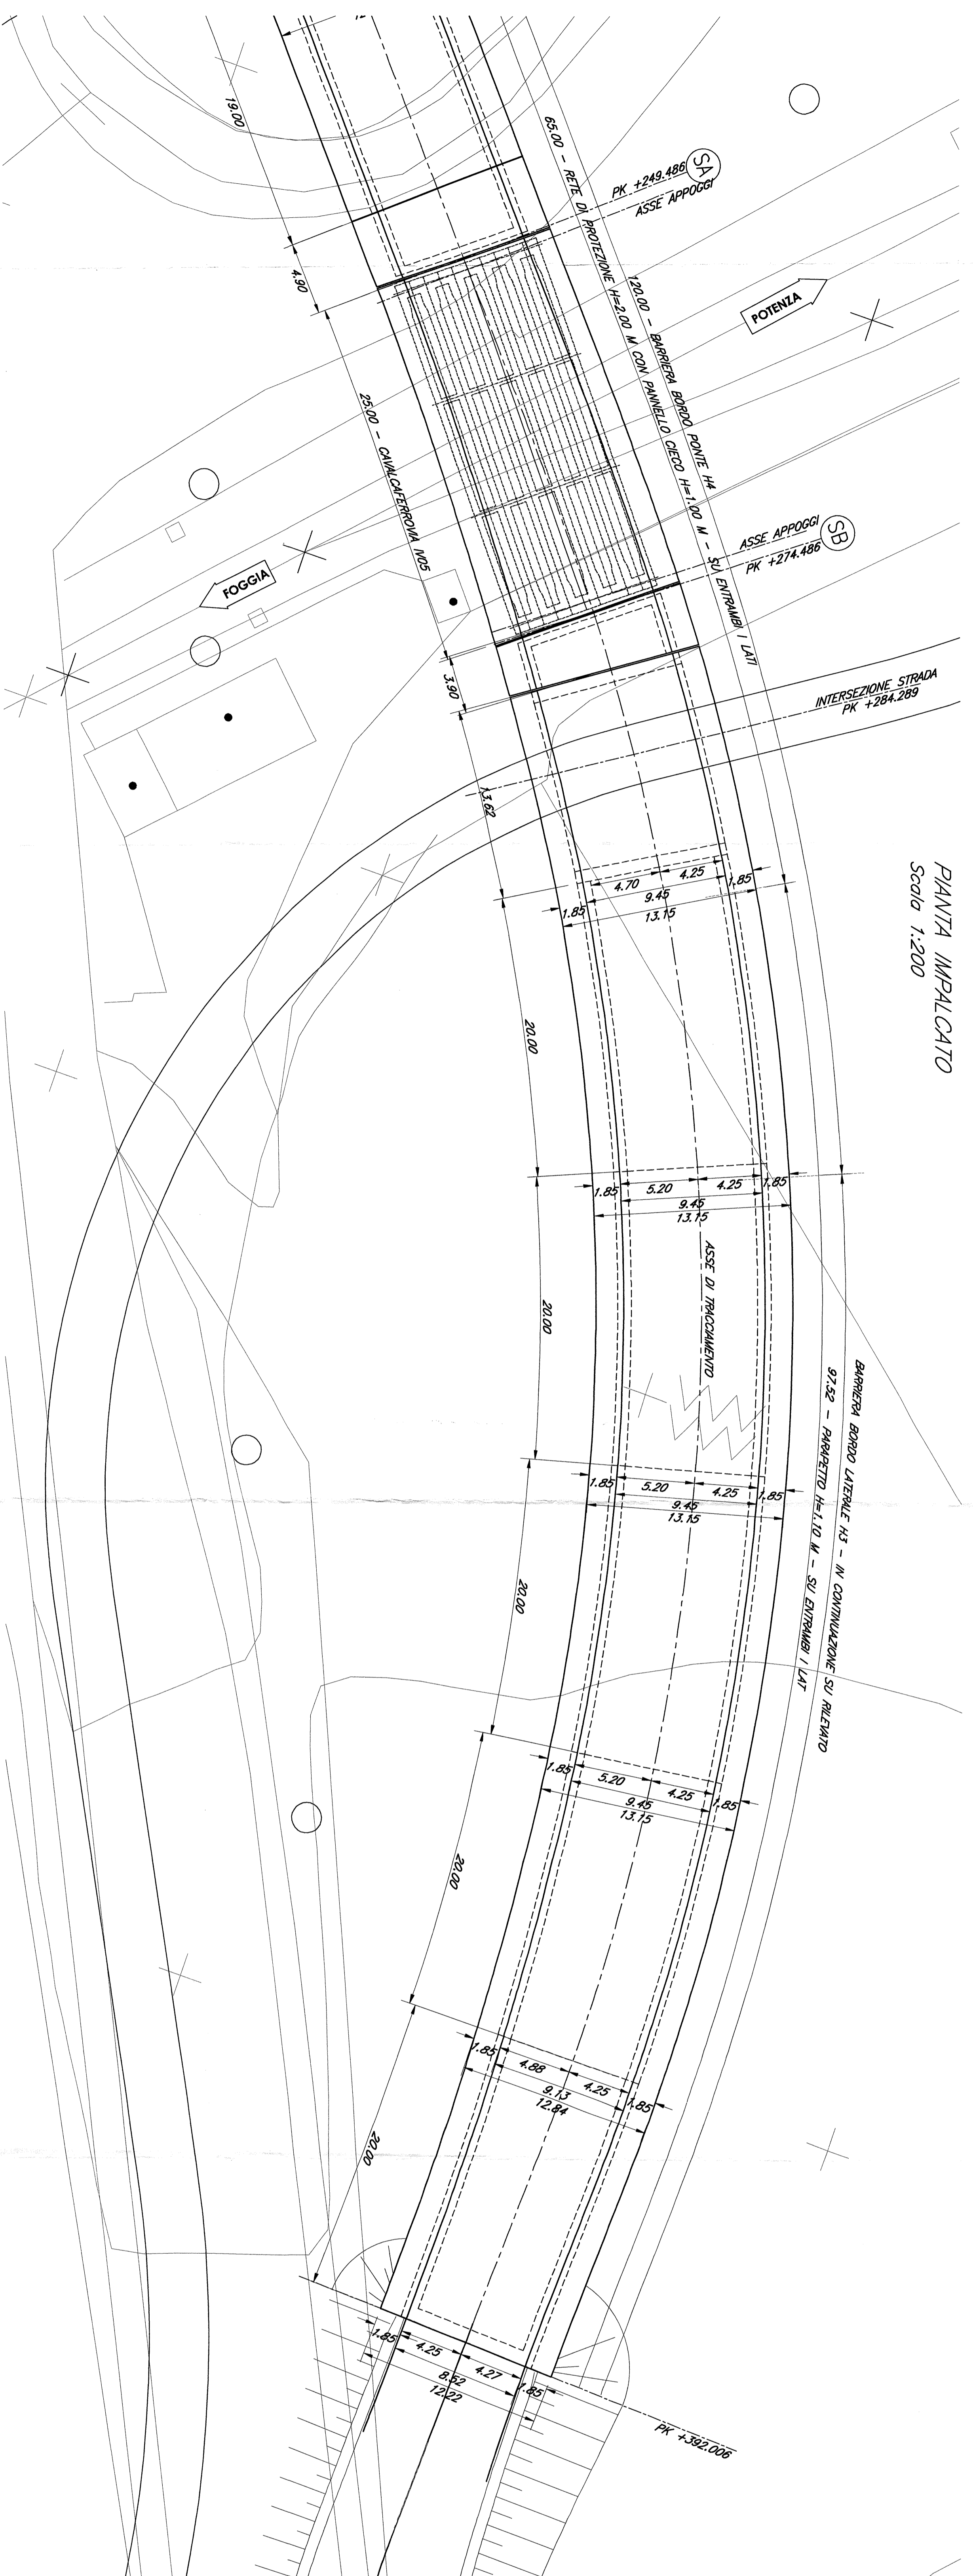 19.00
4.90
65.00 - RETE DI PROTEZIONE H=2.00 M CON PANNELLO CIECO H=1.00 M - SU ENTRAMBI I LATI
120.00 - BARRIERA BORDO PONTE H4
PK +249.486
SA
ASSE APPOGGI
POTENZA
25.00 - CAVALCAFERROVIA IV05
FOGGIA
ASSE APPOGGI
SB
PK +274.486
3.90
INTERSEZIONE STRADA
PK +284.289
13.62
PIANTA IMPALCATO
Scala 1:200
4.70
4.25
1.85
9.45
1.85
13.15
20.00
1.85
5.20
4.25
1.85
9.45
13.15
ASSE DI TRACCIAMENTO
20.00
BARRIERA BORDO LATERALE H3 - IN CONTINUAZIONE SU RILEVATO
97.52 - PARAPETTO H=1.10 M - SU ENTRAMBI I LAT
1.85
5.20
4.25
1.85
9.45
13.15
20.00
1.85
5.20
4.25
1.85
9.45
13.15
20.00
1.85
4.88
4.25
1.85
9.13
12.84
20.00
1.85
4.25
4.27
1.85
8.52
12.22
PK +392.006